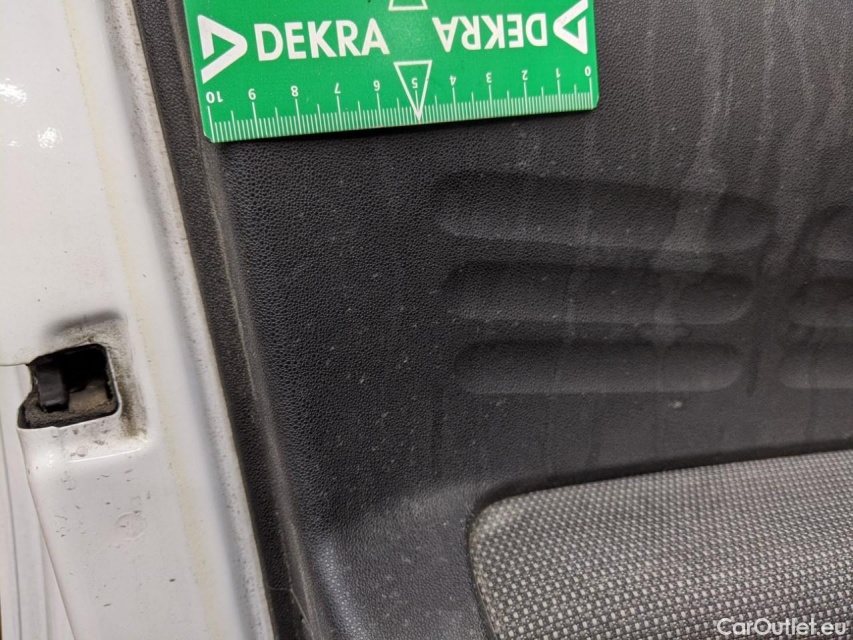 DEKRA DEKRA
10 9 8 7 6 5 4 3 2 1 0
CarOutlet.eu